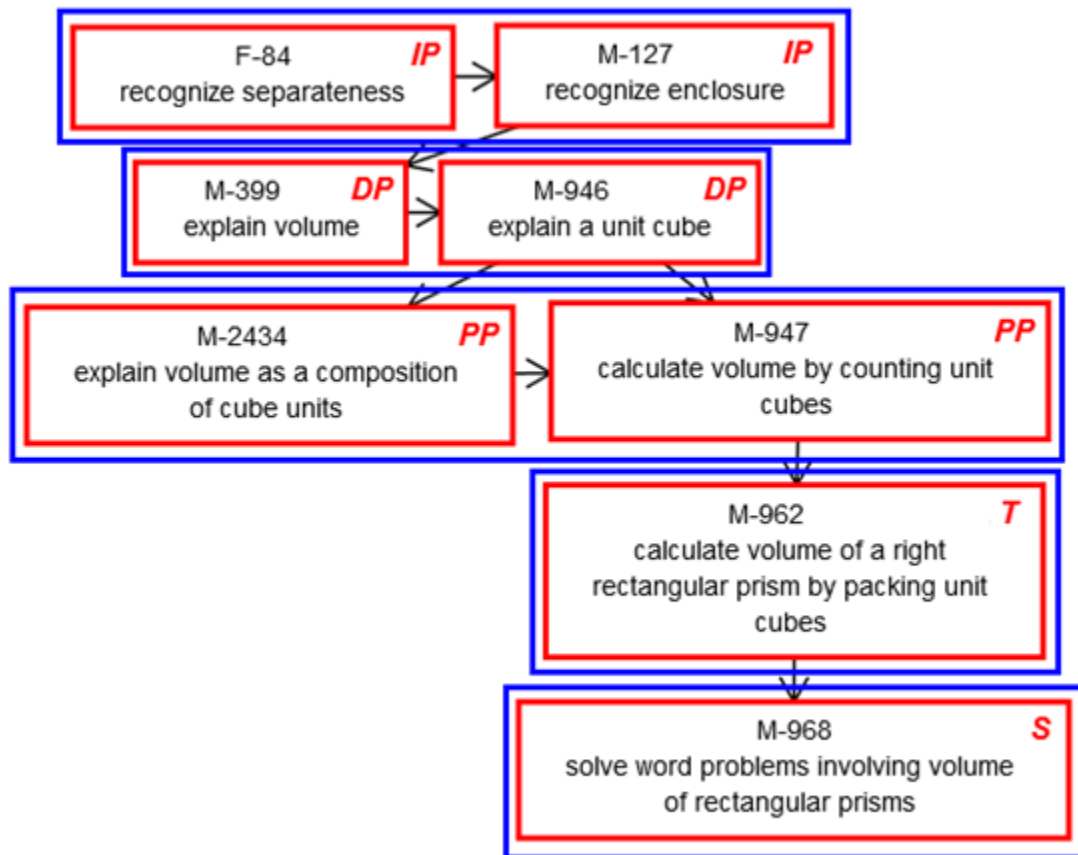 F-84 IP
recognize separateness
M-127 IP
recognize enclosure
M-399 DP
explain volume
M-946 DP
explain a unit cube
M-2434 PP
explain volume as a composition
of cube units
M-947 PP
calculate volume by counting unit
cubes
M-962 T
calculate volume of a right
rectangular prism by packing unit
cubes
M-968 S
solve word problems involving volume
of rectangular prisms